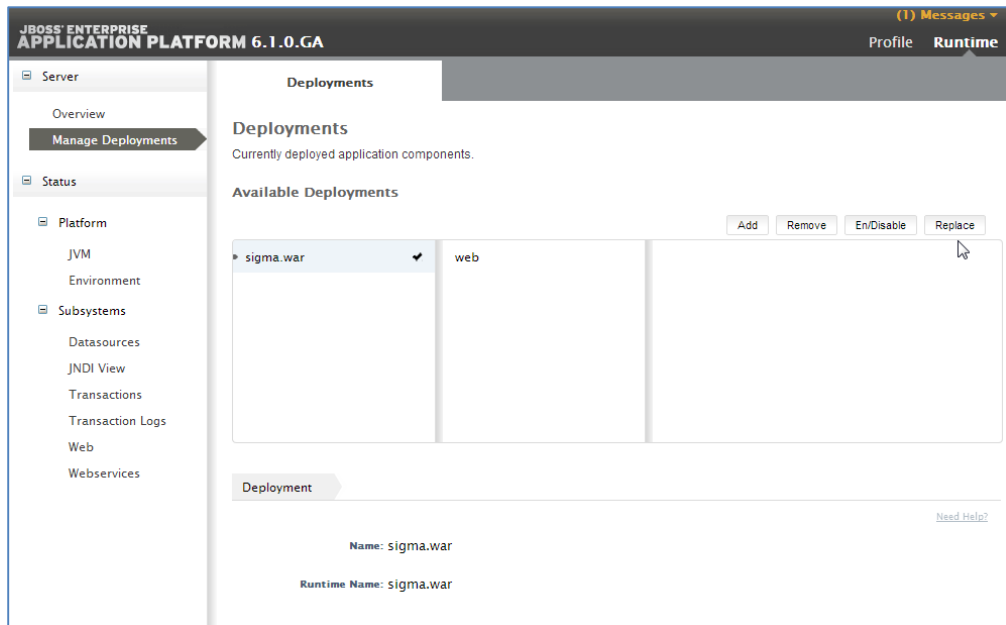 (1) Messages
JBOSS' ENTERPRISE
APPLICATION PLATFORM 6.1.0.GA
Profile Runtime
Server
Overview
Manage Deployments
Status
Platform
JVM
Environment
Subsystems
Datasources
JNDI View
Transactions
Transaction Logs
Web
Webservices
Deployments
Deployments
Currently deployed application components.
Available Deployments
Add Remove En/Disable Replace
sigma.war web
Deployment
Need Help?
Name: sigma.war
Runtime Name: sigma.war